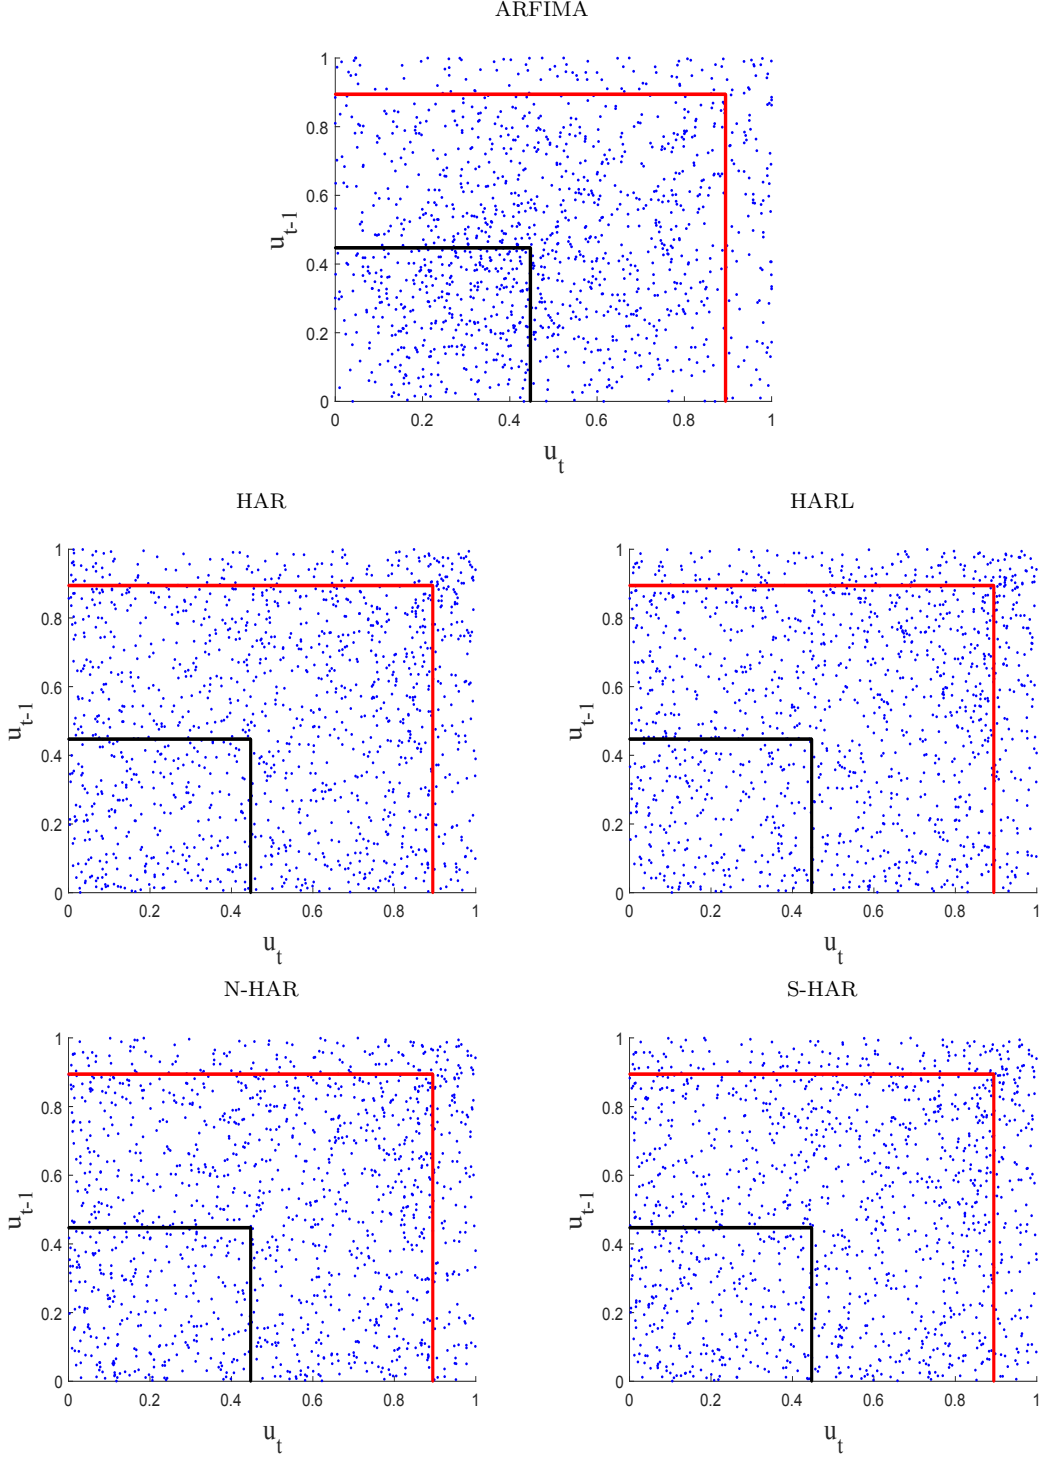 ARFIMA
1
0.8
0.6
0.4
0.2
0
u_{t-1}
0 0.2 0.4 0.6 0.8 1
u_t
HAR HARL
1 1
0.8 0.8
0.6 0.6
0.4 0.4
0.2 0.2
0 0
u_{t-1} u_{t-1}
0 0.2 0.4 0.6 0.8 1 0 0.2 0.4 0.6 0.8 1
u_t u_t
N-HAR S-HAR
1 1
0.8 0.8
0.6 0.6
0.4 0.4
0.2 0.2
0 0
u_{t-1} u_{t-1}
0 0.2 0.4 0.6 0.8 1 0 0.2 0.4 0.6 0.8 1
u_t u_t